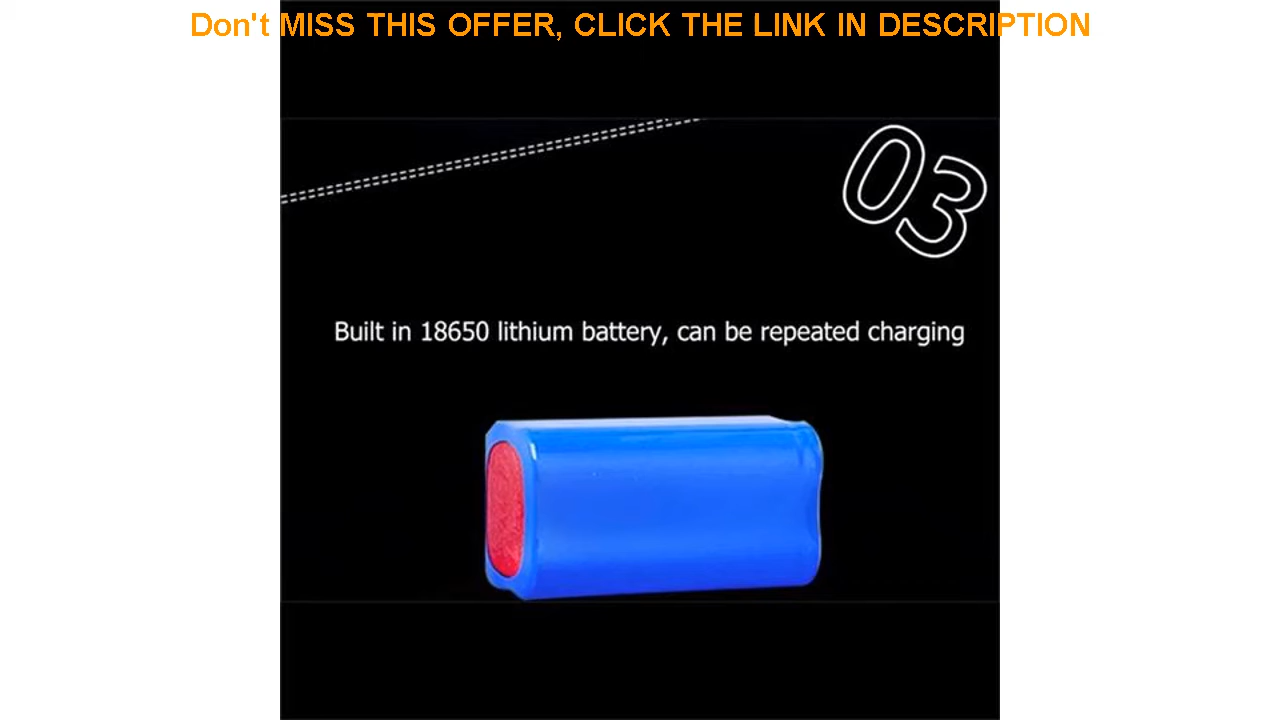 Don't MISS THIS OFFER, CLICK THE LINK IN DESCRIPTION
03
Built in 18650 lithium battery, can be repeated charging